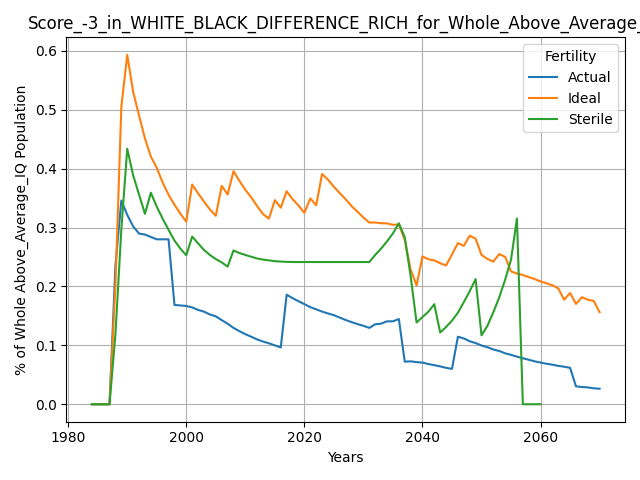 Score_-3_in_WHITE_BLACK_DIFFERENCE_RICH_for_Whole_Above_Average_
Fertility
Actual
Ideal
Sterile
% of Whole Above_Average_IQ Population
0.6
0.5
0.4
0.3
0.2
0.1
0.0
1980 2000 2020 2040 2060
Years